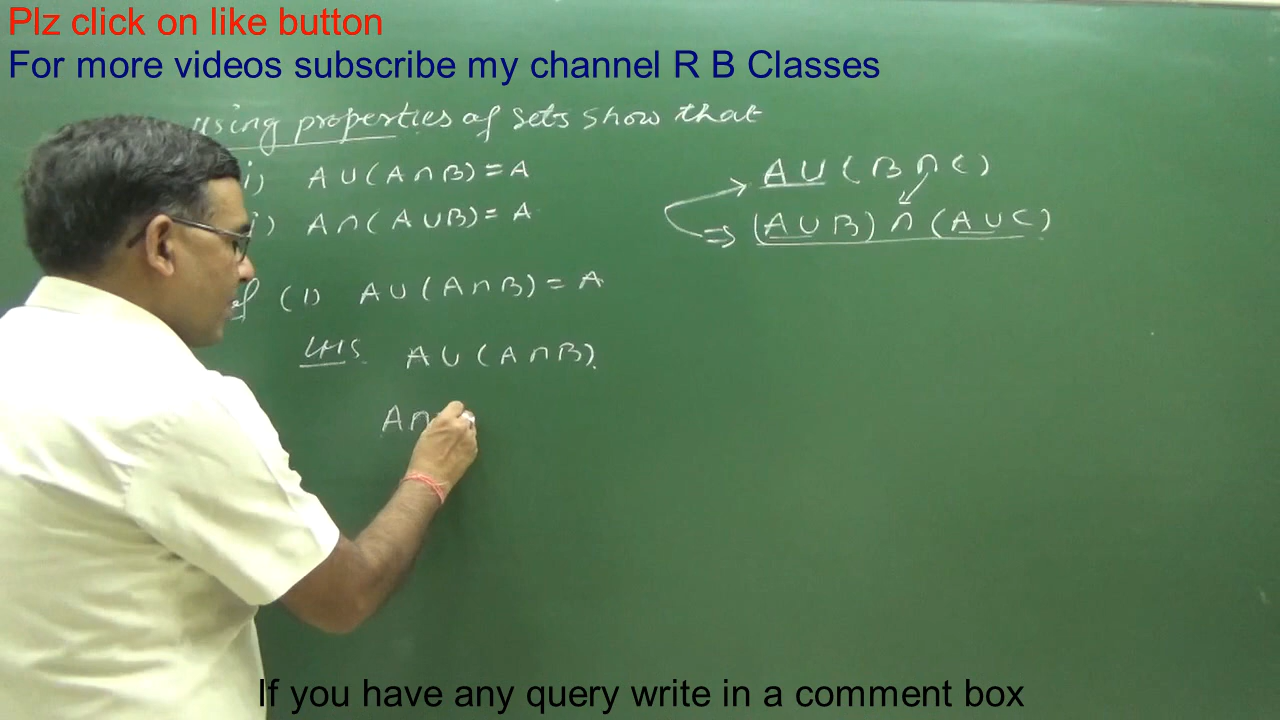 Plz click on like button
For more videos subscribe my channel R B Classes
using properties of sets show that
i) A∪(A∩B)=A
i) A∩(A∪B)=A
A∪(B∩C)
⇒ (A∪B)∩(A∪C)
of (1) A∪(A∩B)=A
LHS A∪(A∩B).
A∩
If you have any query write in a comment box